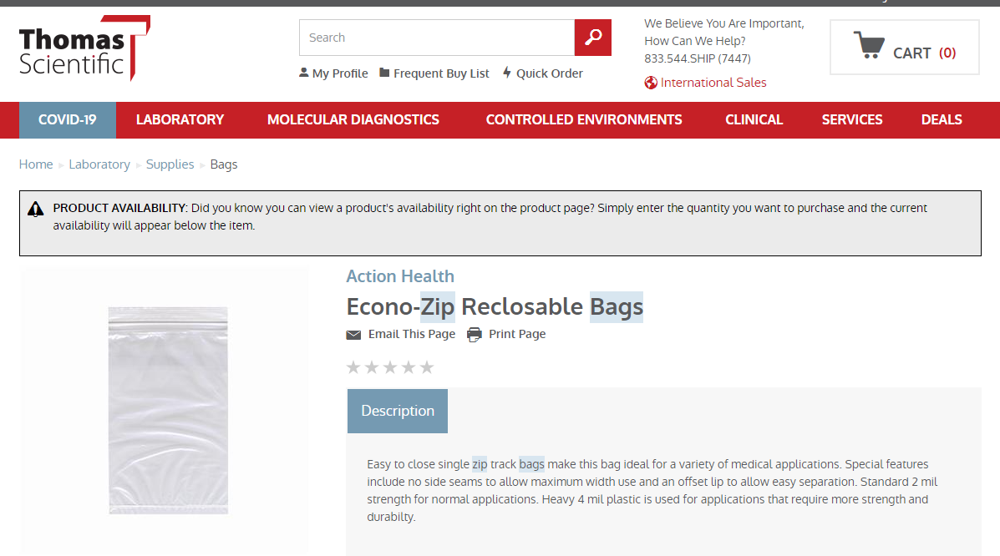 Thomas
Scientific
Search
My Profile Frequent Buy List Quick Order
We Believe You Are Important,
How Can We Help?
833.544.SHIP (7447)
International Sales
CART (0)
COVID-19 LABORATORY MOLECULAR DIAGNOSTICS CONTROLLED ENVIRONMENTS CLINICAL SERVICES DEALS
Home Laboratory Supplies Bags
PRODUCT AVAILABILITY: Did you know you can view a product's availability right on the product page? Simply enter the quantity you want to purchase and the current
availability will appear below the item.
Action Health
Econo-Zip Reclosable Bags
Email This Page Print Page
Description
Easy to close single zip track bags make this bag ideal for a variety of medical applications. Special features
include no side seams to allow maximum width use and an offset lip to allow easy separation. Standard 2 mil
strength for normal applications. Heavy 4 mil plastic is used for applications that require more strength and
durabilty.